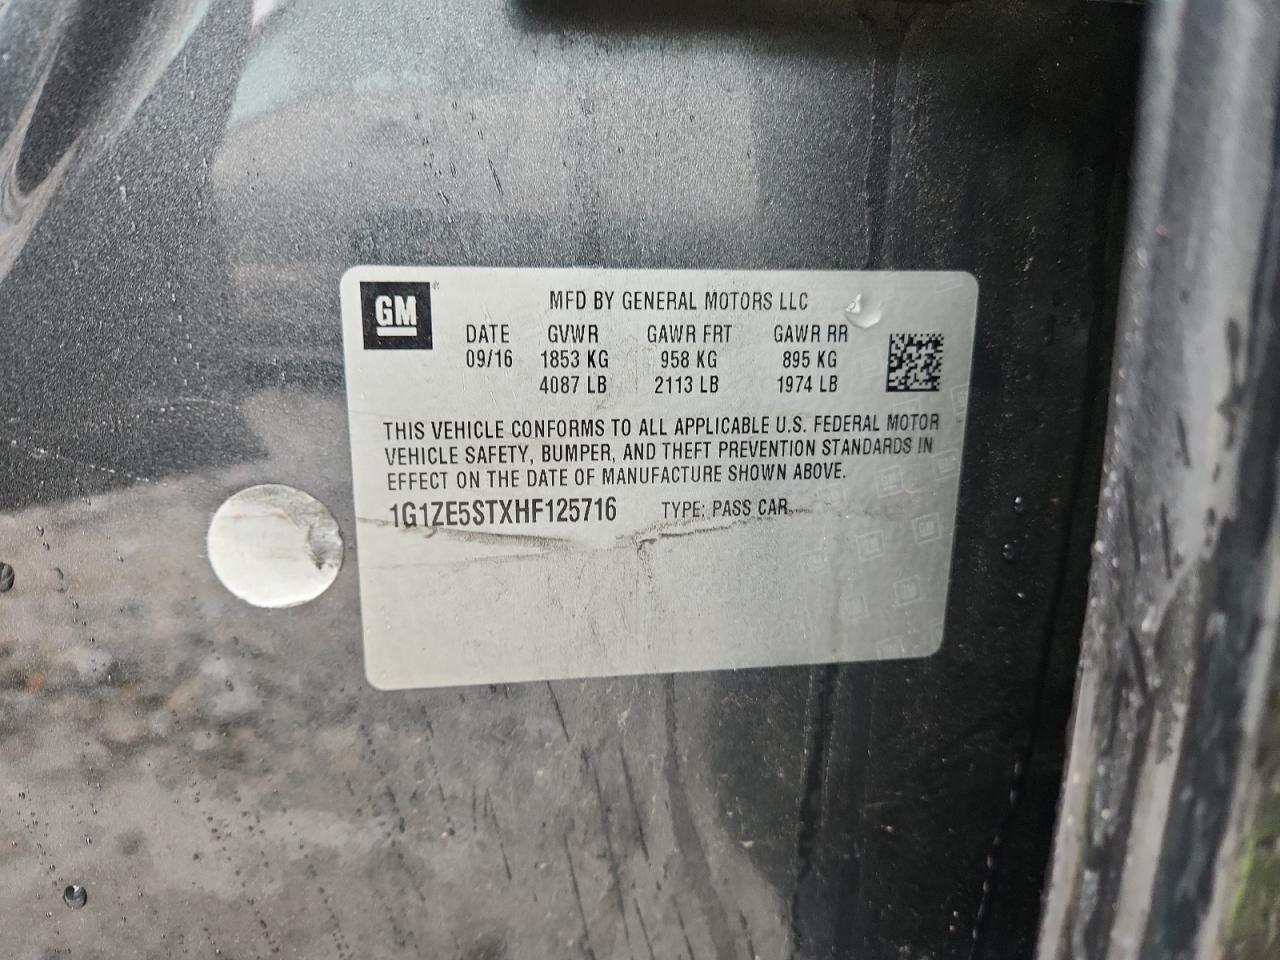 GM
MFD BY GENERAL MOTORS LLC
DATE GVWR GAWR FRT GAWR RR
09/16 1853 KG 958 KG 895 KG
4087 LB 2113 LB 1974 LB
THIS VEHICLE CONFORMS TO ALL APPLICABLE U.S. FEDERAL MOTOR
VEHICLE SAFETY, BUMPER, AND THEFT PREVENTION STANDARDS IN
EFFECT ON THE DATE OF MANUFACTURE SHOWN ABOVE.
1G1ZE5STXHF125716 TYPE: PASS CAR